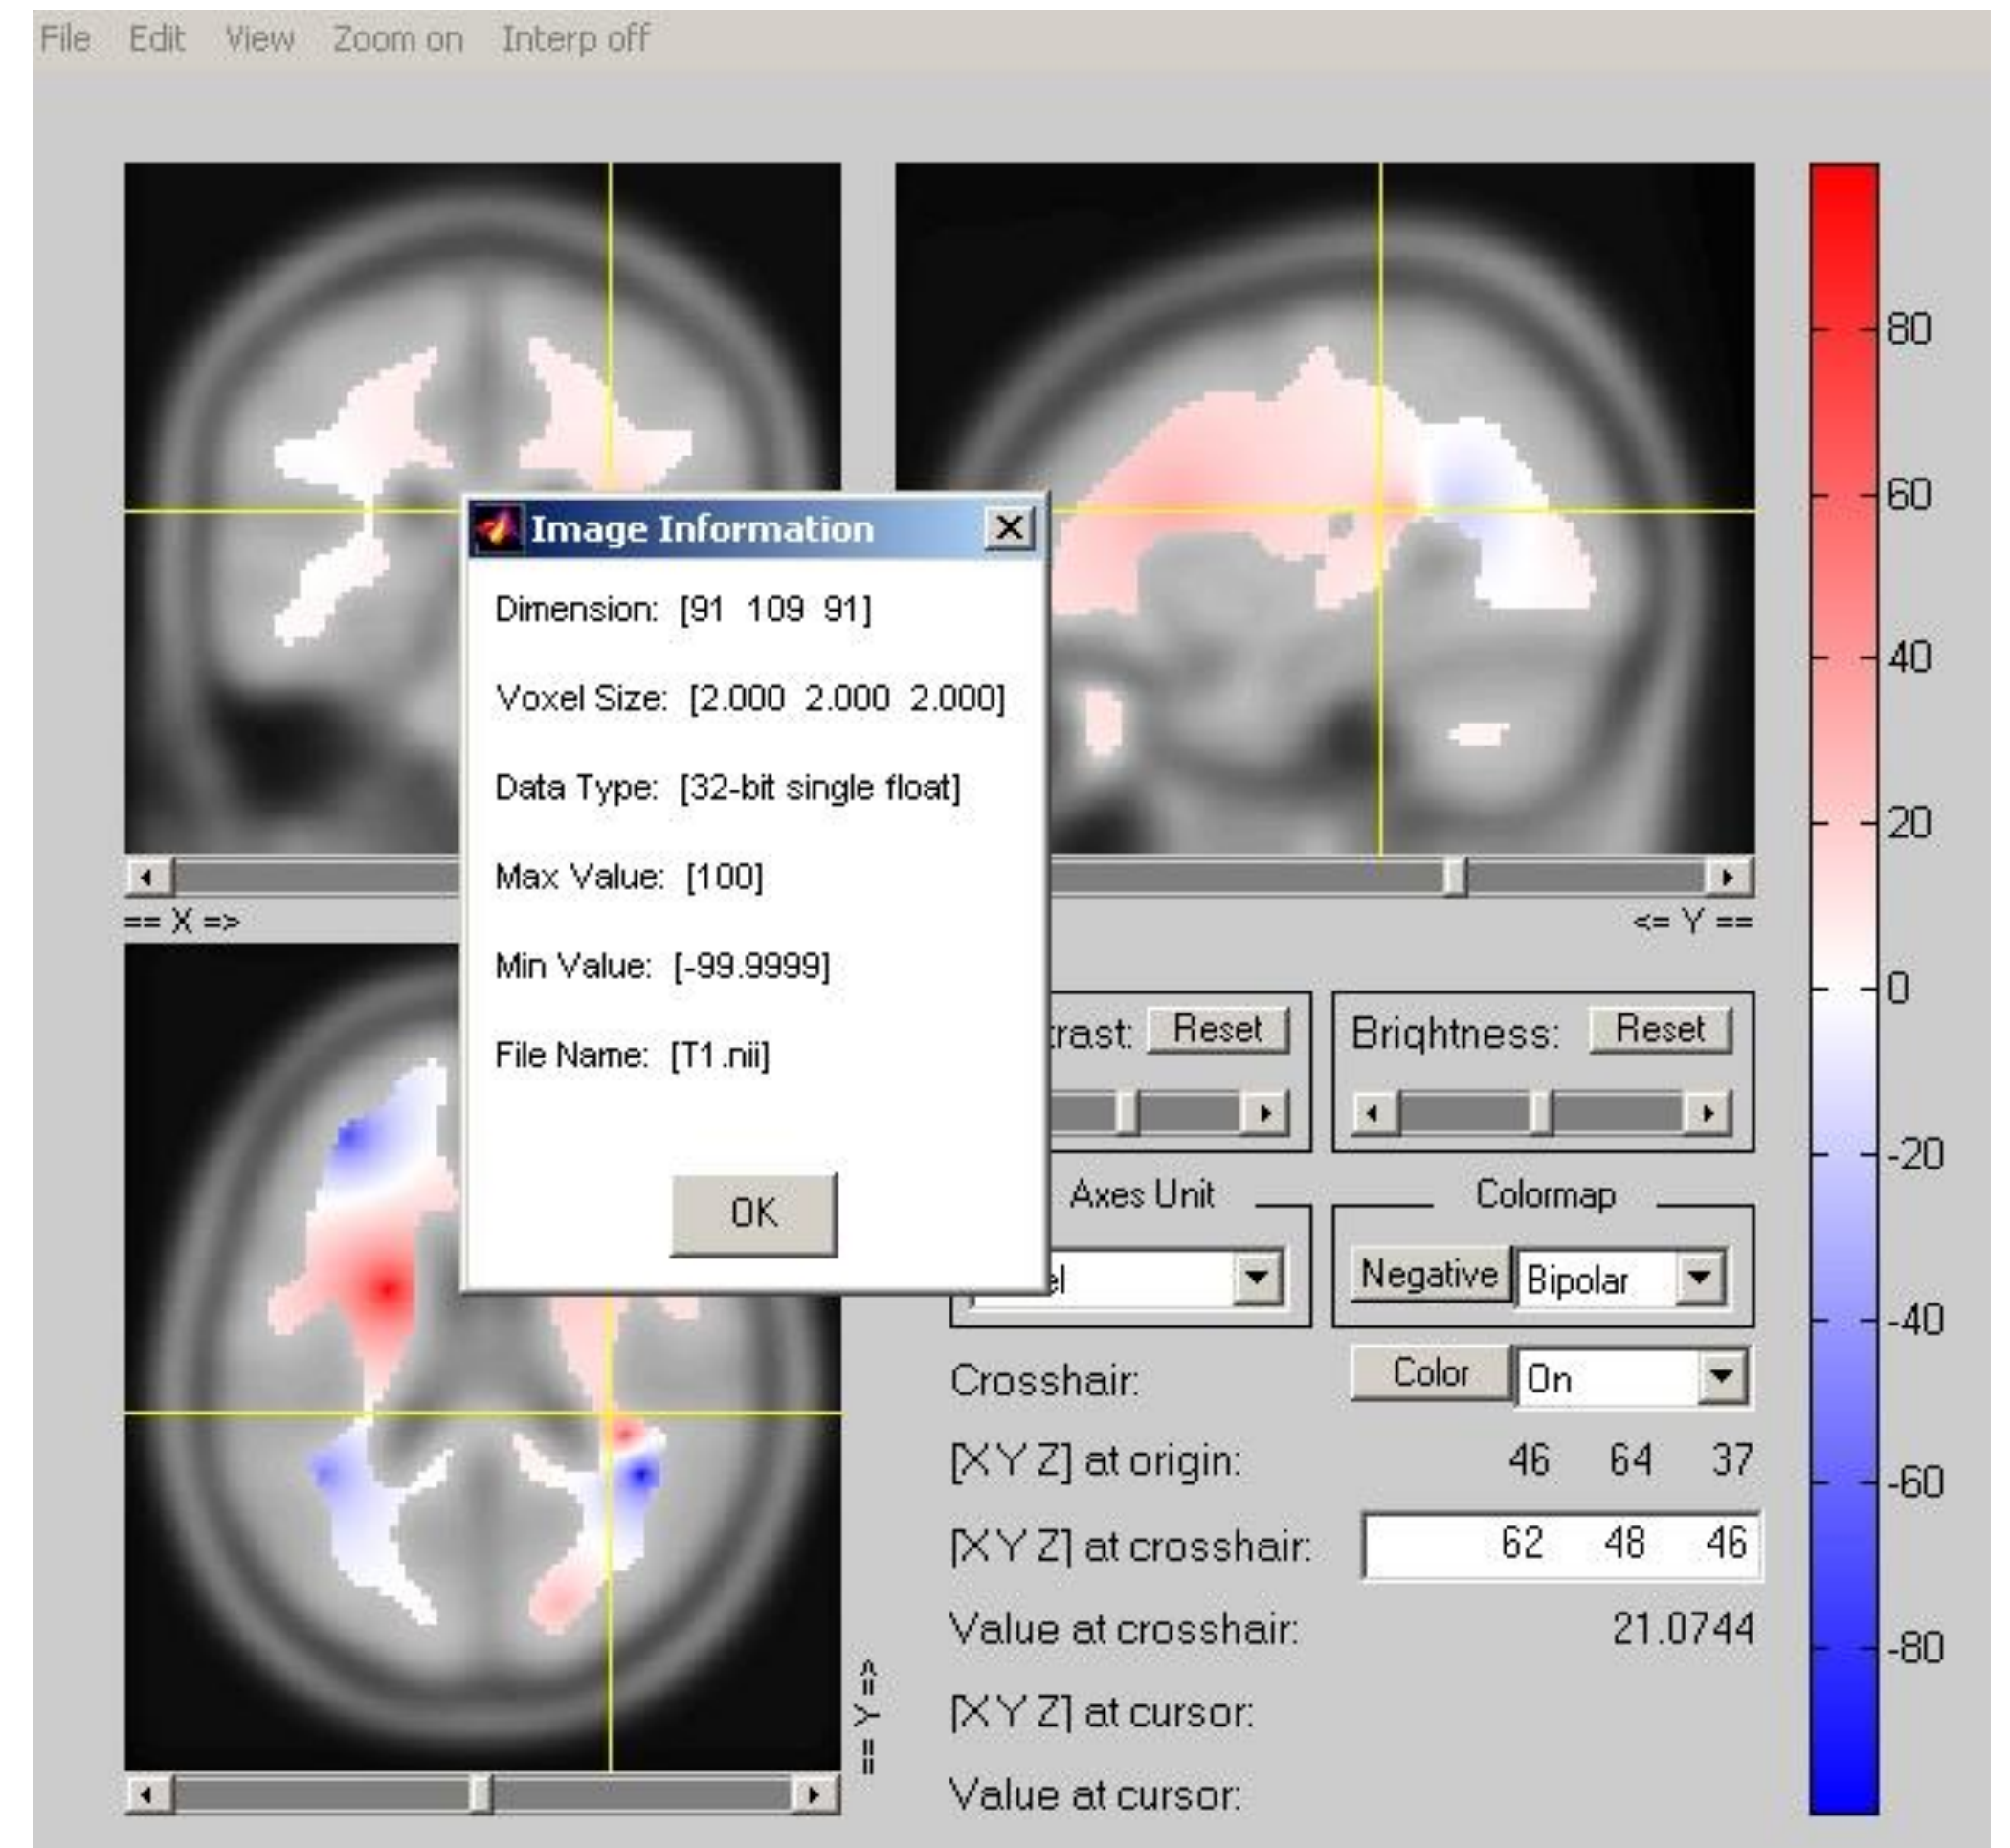 File Edit View Zoom on Interp off
Image Information
Dimension: [91 109 91]
Voxel Size: [2.000 2.000 2.000]
Data Type: [32-bit single float]
Max Value: [100]
Min Value: [-99.9999]
File Name: [T1.nii]
OK
== X =>
<= Y ==
== Y =>
trast: Reset
Brightness: Reset
Axes Unit
el
Colormap
Negative Bipolar
Crosshair: Color On
[X Y Z] at origin: 46 64 37
[X Y Z] at crosshair: 62 48 46
Value at crosshair: 21.0744
[X Y Z] at cursor:
Value at cursor:
80
60
40
20
0
-20
-40
-60
-80